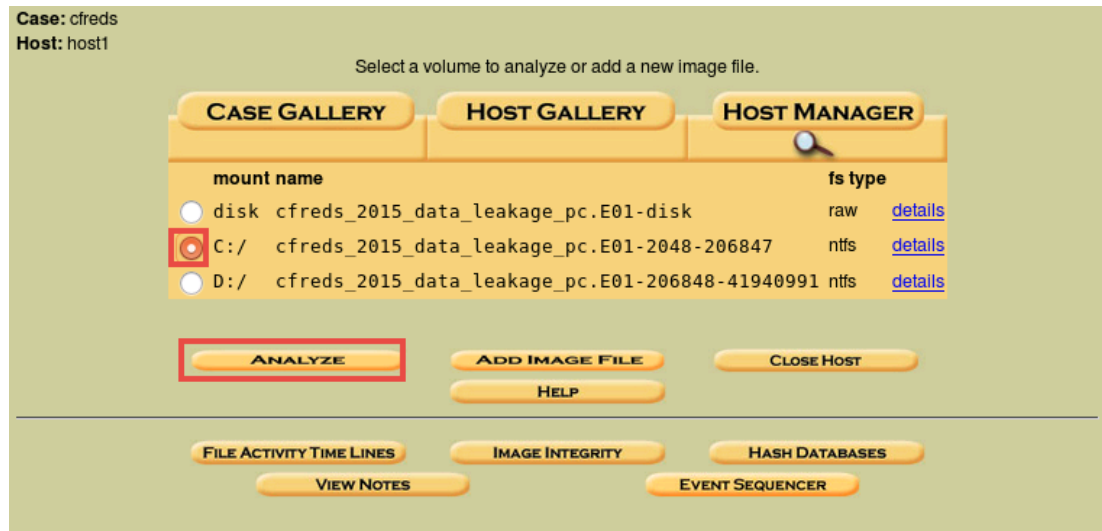 Case: cfreds
Host: host1
Select a volume to analyze or add a new image file.
CASE GALLERY HOST GALLERY HOST MANAGER
mount name fs type
disk cfreds_2015_data_leakage_pc.E01-disk raw details
C:/ cfreds_2015_data_leakage_pc.E01-2048-206847 ntfs details
D:/ cfreds_2015_data_leakage_pc.E01-206848-41940991 ntfs details
ANALYZE ADD IMAGE FILE CLOSE HOST
HELP
FILE ACTIVITY TIME LINES IMAGE INTEGRITY HASH DATABASES
VIEW NOTES EVENT SEQUENCER